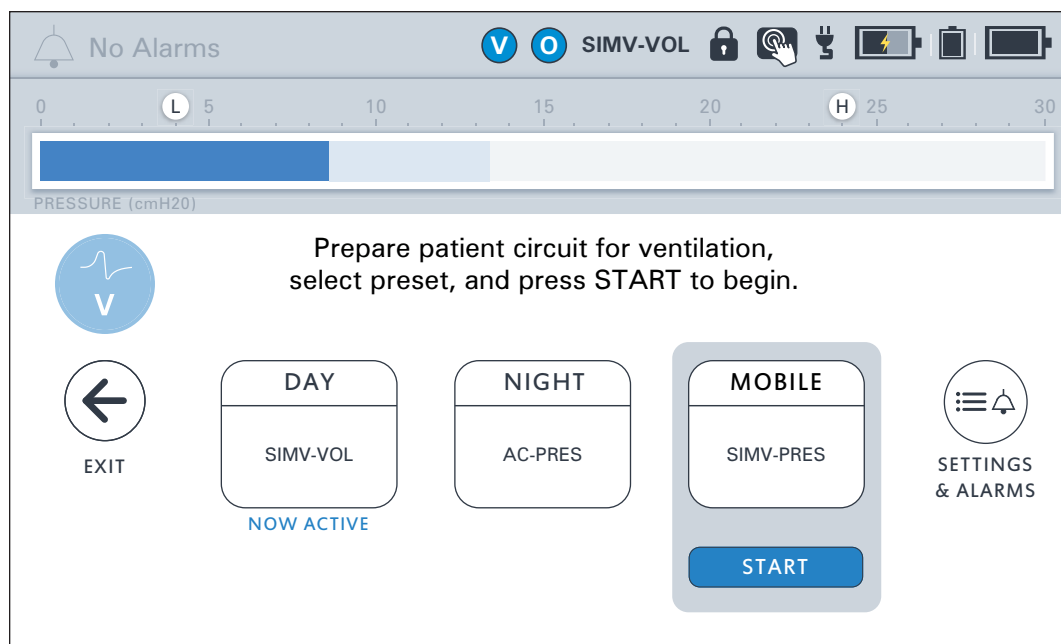 No Alarms
V O SIMV-VOL
0 L 5 10 15 20 H 25 30
PRESSURE (cmH20)
Prepare patient circuit for ventilation,
select preset, and press START to begin.
V
EXIT
DAY
SIMV-VOL
NOW ACTIVE
NIGHT
AC-PRES
MOBILE
SIMV-PRES
START
SETTINGS
& ALARMS